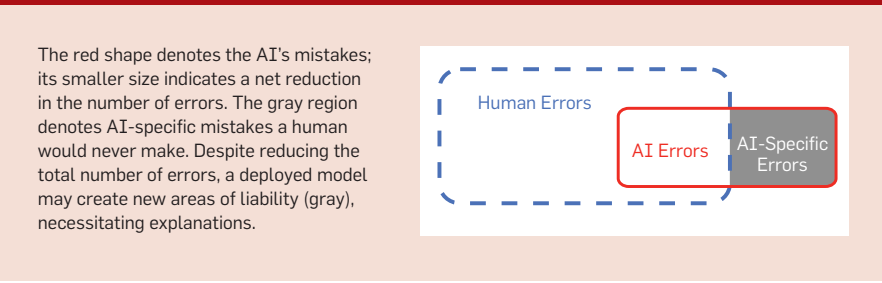 The red shape denotes the AI's mistakes;
its smaller size indicates a net reduction
in the number of errors. The gray region
denotes AI-specific mistakes a human
would never make. Despite reducing the
total number of errors, a deployed model
may create new areas of liability (gray),
necessitating explanations.
Human Errors
AI Errors
AI-Specific
Errors